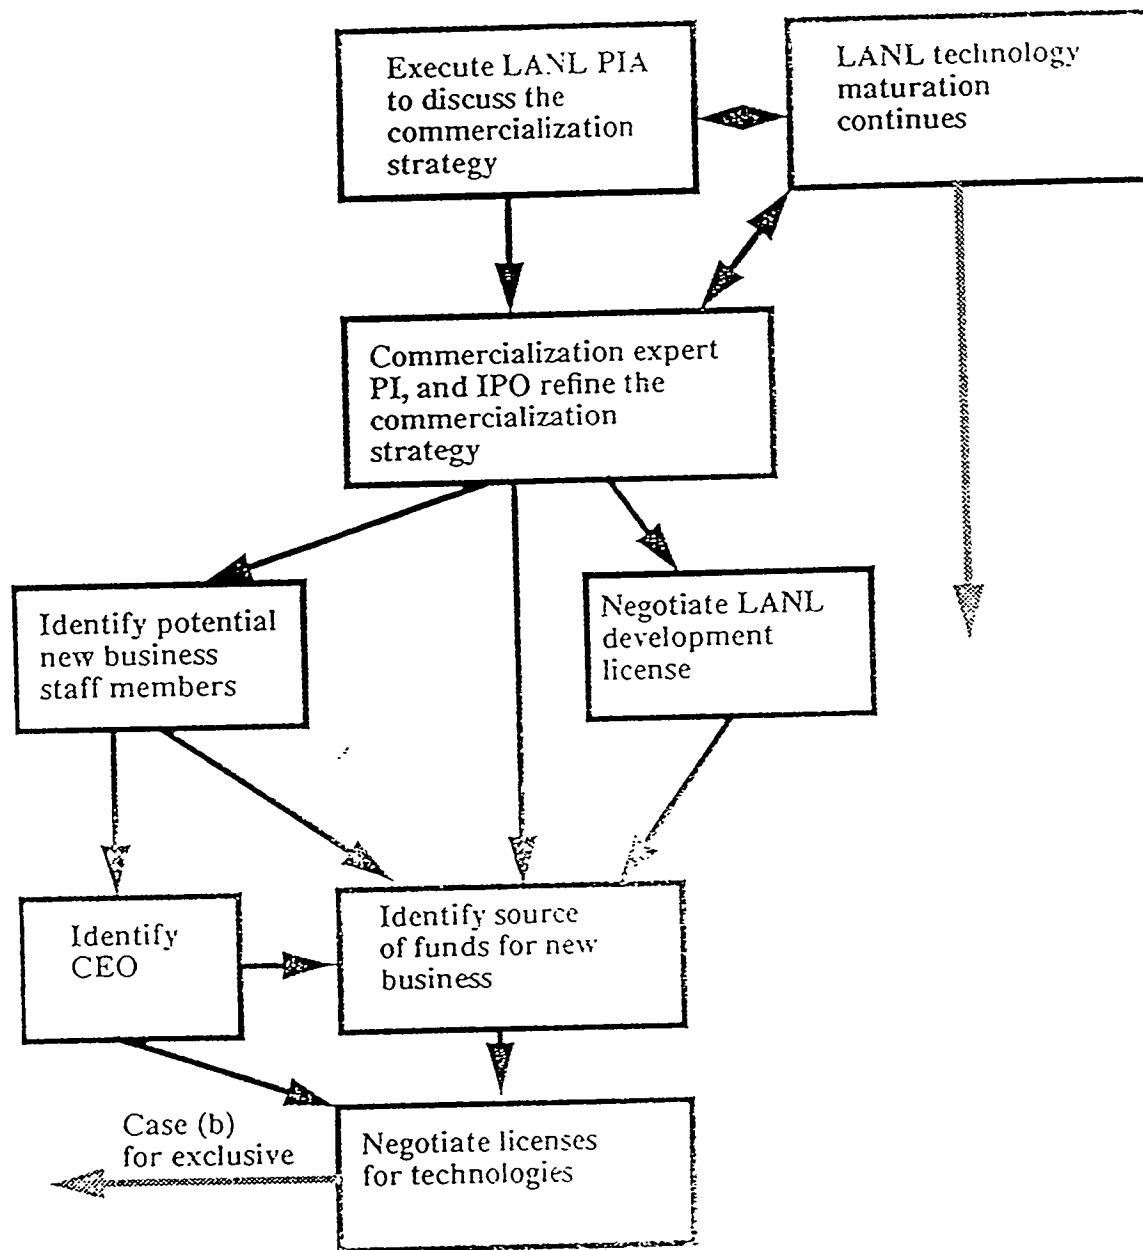 Execute LANL PIA
to discuss the
commercialization
strategy
LANL technology
maturation
continues
Commercialization expert
PI, and IPO refine the
commercialization
strategy
Identify potential
new business
staff members
Negotiate LANL
development
license
Identify
CEO
Identify source
of funds for new
business
Case (b)
for exclusive
Negotiate licenses
for technologies